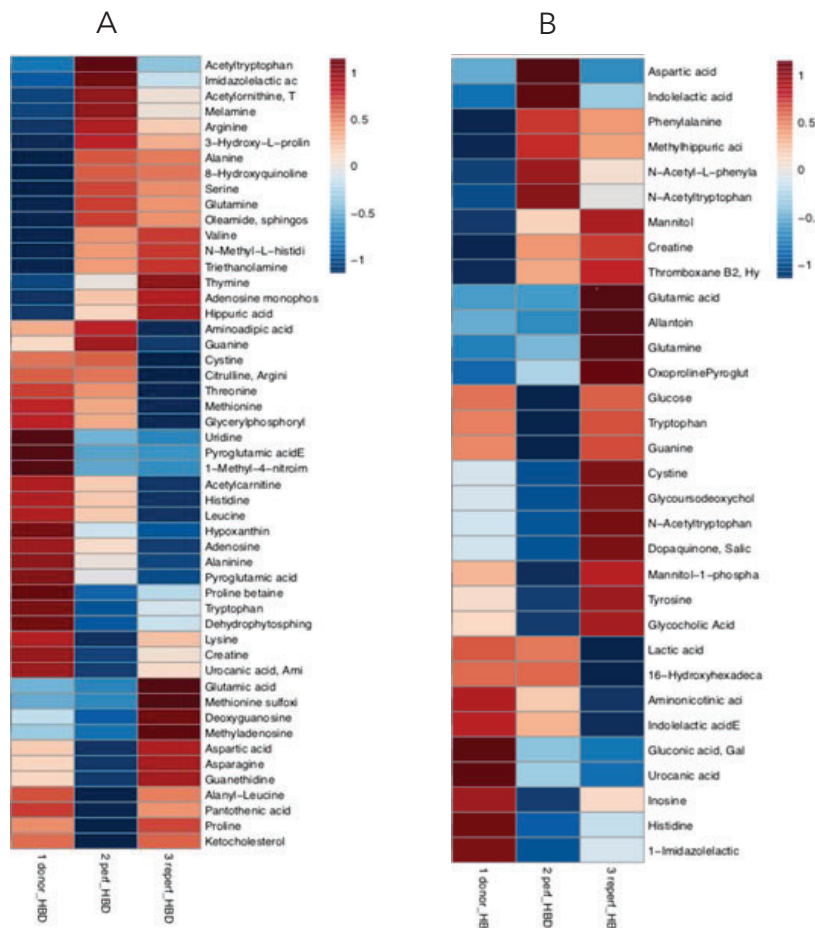 A
Acetyltryptophan
Imidazolelactic ac
Acetylornithine, T
Melamine
Arginine
3-Hydroxy-L-prolin
Alanine
8-Hydroxyquinoline
Serine
Glutamine
Oleamide, sphingos
Valine
N-Methyl-L-histidi
Triethanolamine
Thymine
Adenosine monophos
Hippuric acid
Aminoadipic acid
Guanine
Cystine
Citrulline, Argini
Threonine
Methionine
Glycerylphosphoryl
Uridine
Pyroglutamic acidE
1-Methyl-4-nitroim
Acetylcarnitine
Histidine
Leucine
Hypoxanthin
Adenosine
Alaninine
Pyroglutamic acid
Proline betaine
Tryptophan
Dehydrophytosphing
Lysine
Creatine
Urocanic acid, Ami
Glutamic acid
Methionine sulfoxi
Deoxyguanosine
Methyladenosine
Aspartic acid
Asparagine
Guanethidine
Alanyl-Leucine
Pantothenic acid
Proline
Ketocholesterol
1
0.5
0
-0.5
-1
1 donor_HBD
2 perf_HBD
3 reperf_HBD
B
Aspartic acid
Indolelactic acid
Phenylalanine
Methylhippuric aci
N-Acetyl-L-phenyla
N-Acetyltryptophan
Mannitol
Creatine
Thromboxane B2, Hy
Glutamic acid
Allantoin
Glutamine
OxoprolinePyroglut
Glucose
Tryptophan
Guanine
Cystine
Glycoursodeoxychol
N-Acetyltryptophan
Dopaquinone, Salic
Mannitol-1-phospha
Tyrosine
Glycocholic Acid
Lactic acid
16-Hydroxyhexadeca
Aminonicotinic aci
Indolelactic acidE
Gluconic acid, Gal
Urocanic acid
Inosine
Histidine
1-Imidazolelactic
1
0.5
0
-0.5
-1
1 donor_HBD
2 perf_HBD
3 reperf_HBD